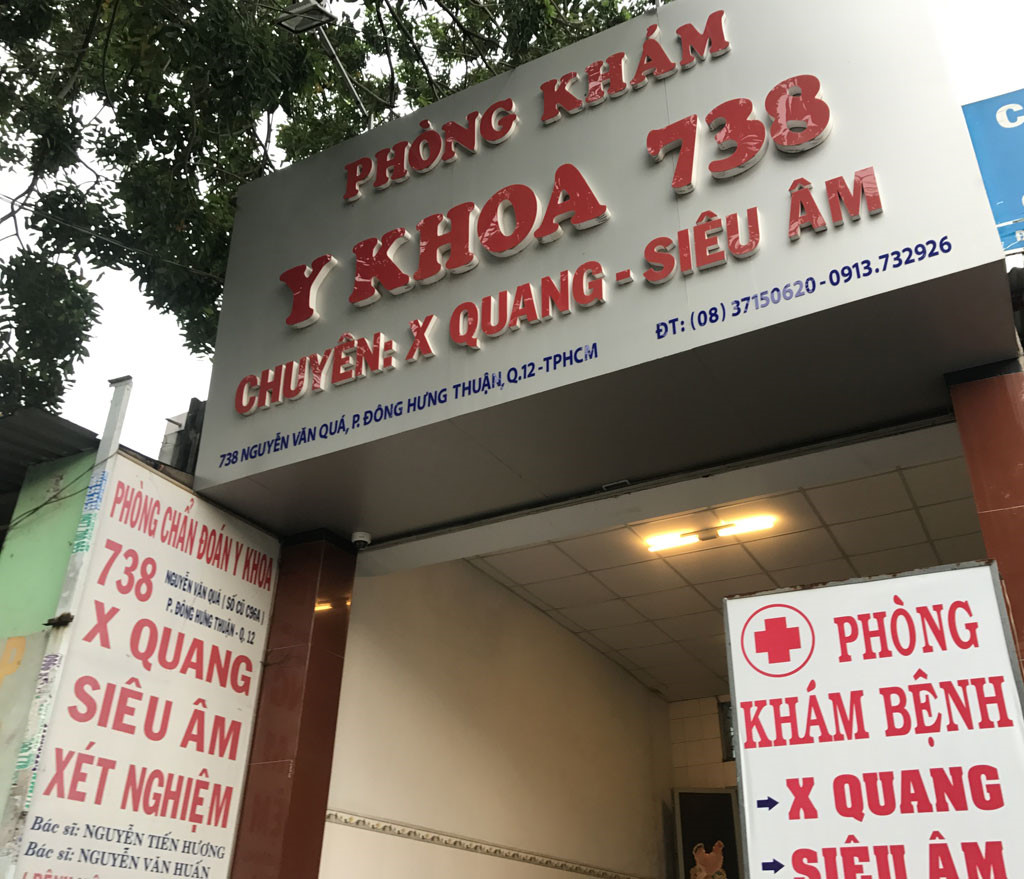 PHÒNG KHÁM
Y KHOA 738
CHUYÊN: X QUANG - SIÊU ÂM
738 NGUYỄN VĂN QUÁ, P. ĐÔNG HƯNG THUẬN, Q.12 - TPHCM
ĐT: (08) 37150620 - 0913.732926
PHÒNG CHẨN ĐOÁN Y KHOA
738 NGUYỄN VĂN QUÁ ( SỐ CŨ C96A )
P. ĐÔNG HƯNG THUẬN - Q. 12
X QUANG
SIÊU ÂM
XÉT NGHIỆM
Bác sĩ: NGUYỄN TIẾN HƯƠNG
Bác sĩ: NGUYỄN VĂN HUẤN
PHÒNG
KHÁM BỆNH
X QUANG
SIÊU ÂM
C